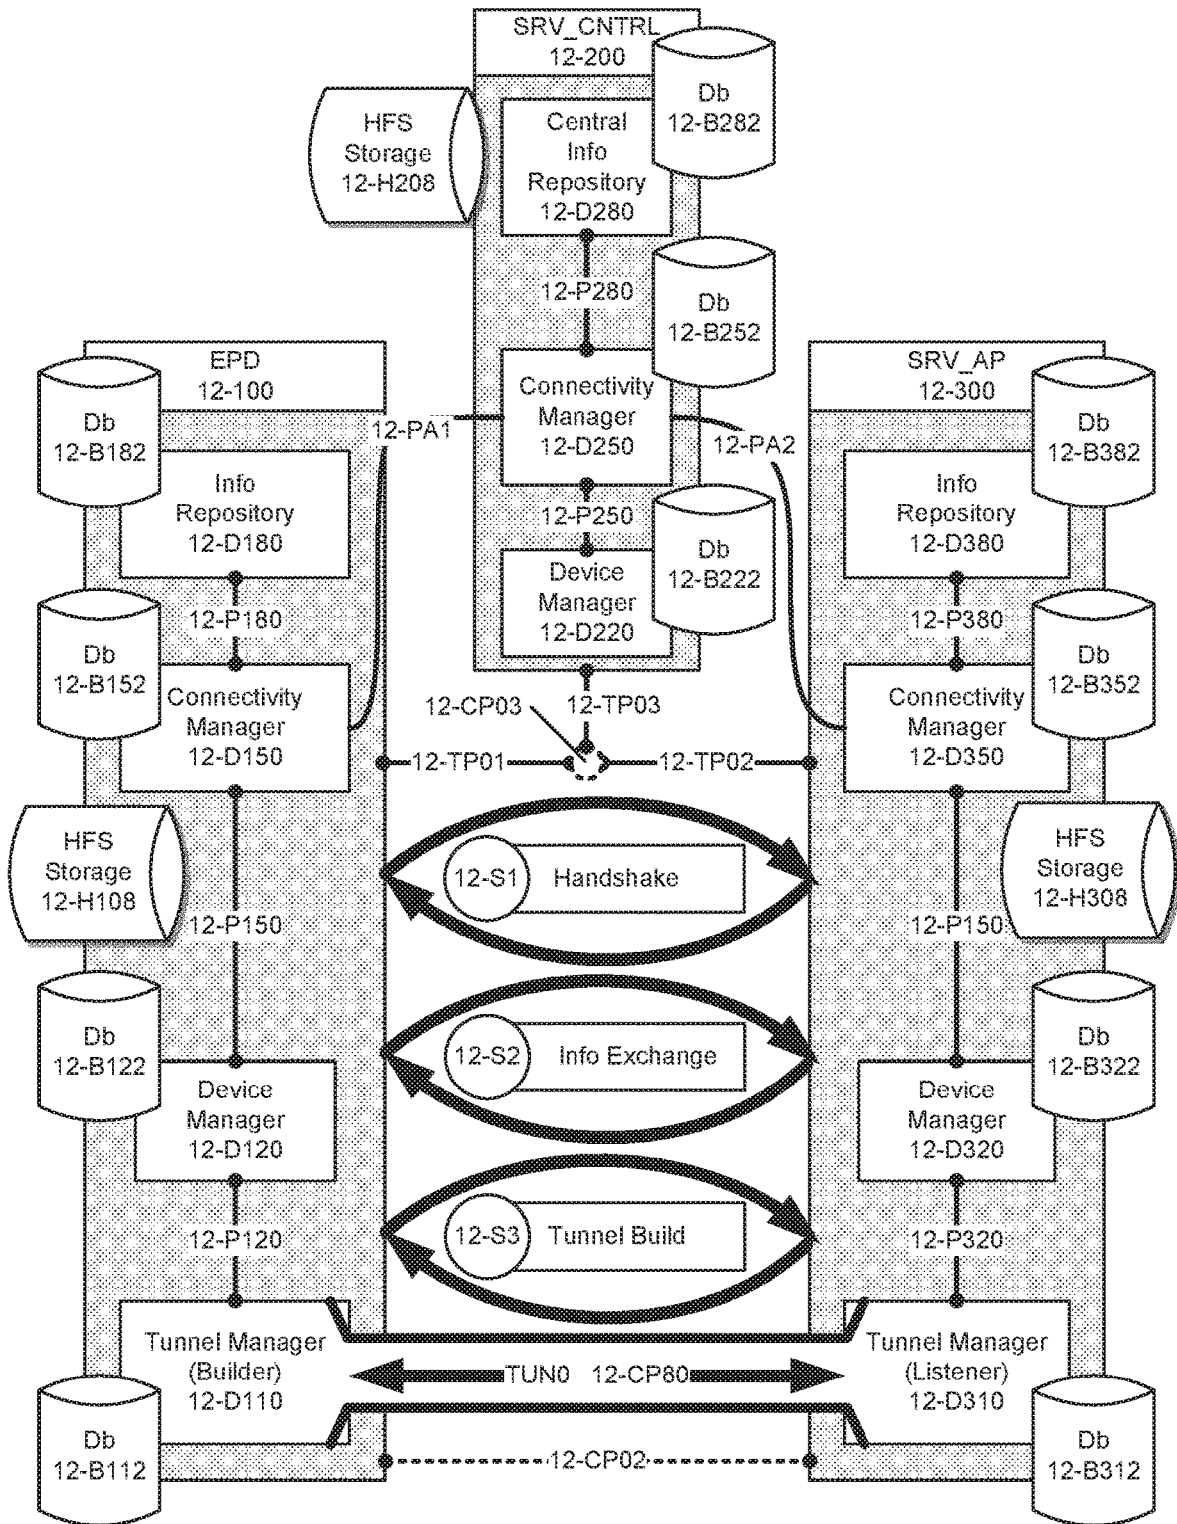 SRV_CNTRL
12-200
Db
12-B282
HFS
Storage
12-H208
Central
Info
Repository
12-D280
12-P280
Db
12-B252
EPD
12-100
SRV_AP
12-300
Connectivity
Manager
12-D250
Db
12-B182
12-PA1
12-PA2
Db
12-B382
Info
Repository
12-D180
12-P250
Db
12-B222
Info
Repository
12-D380
Device
Manager
12-D220
12-P180
12-P380
Db
12-B152
Db
12-B352
Connectivity
Manager
12-D150
12-CP03
12-TP03
Connectivity
Manager
12-D350
12-TP01
12-TP02
HFS
Storage
12-H108
12-S1
Handshake
HFS
Storage
12-H308
12-P150
12-P150
Db
12-B122
12-S2
Info Exchange
Db
12-B322
Device
Manager
12-D120
Device
Manager
12-D320
12-P120
12-S3
Tunnel Build
12-P320
Tunnel Manager
(Builder)
12-D110
TUN0
12-CP80
Tunnel Manager
(Listener)
12-D310
Db
12-B112
12-CP02
Db
12-B312